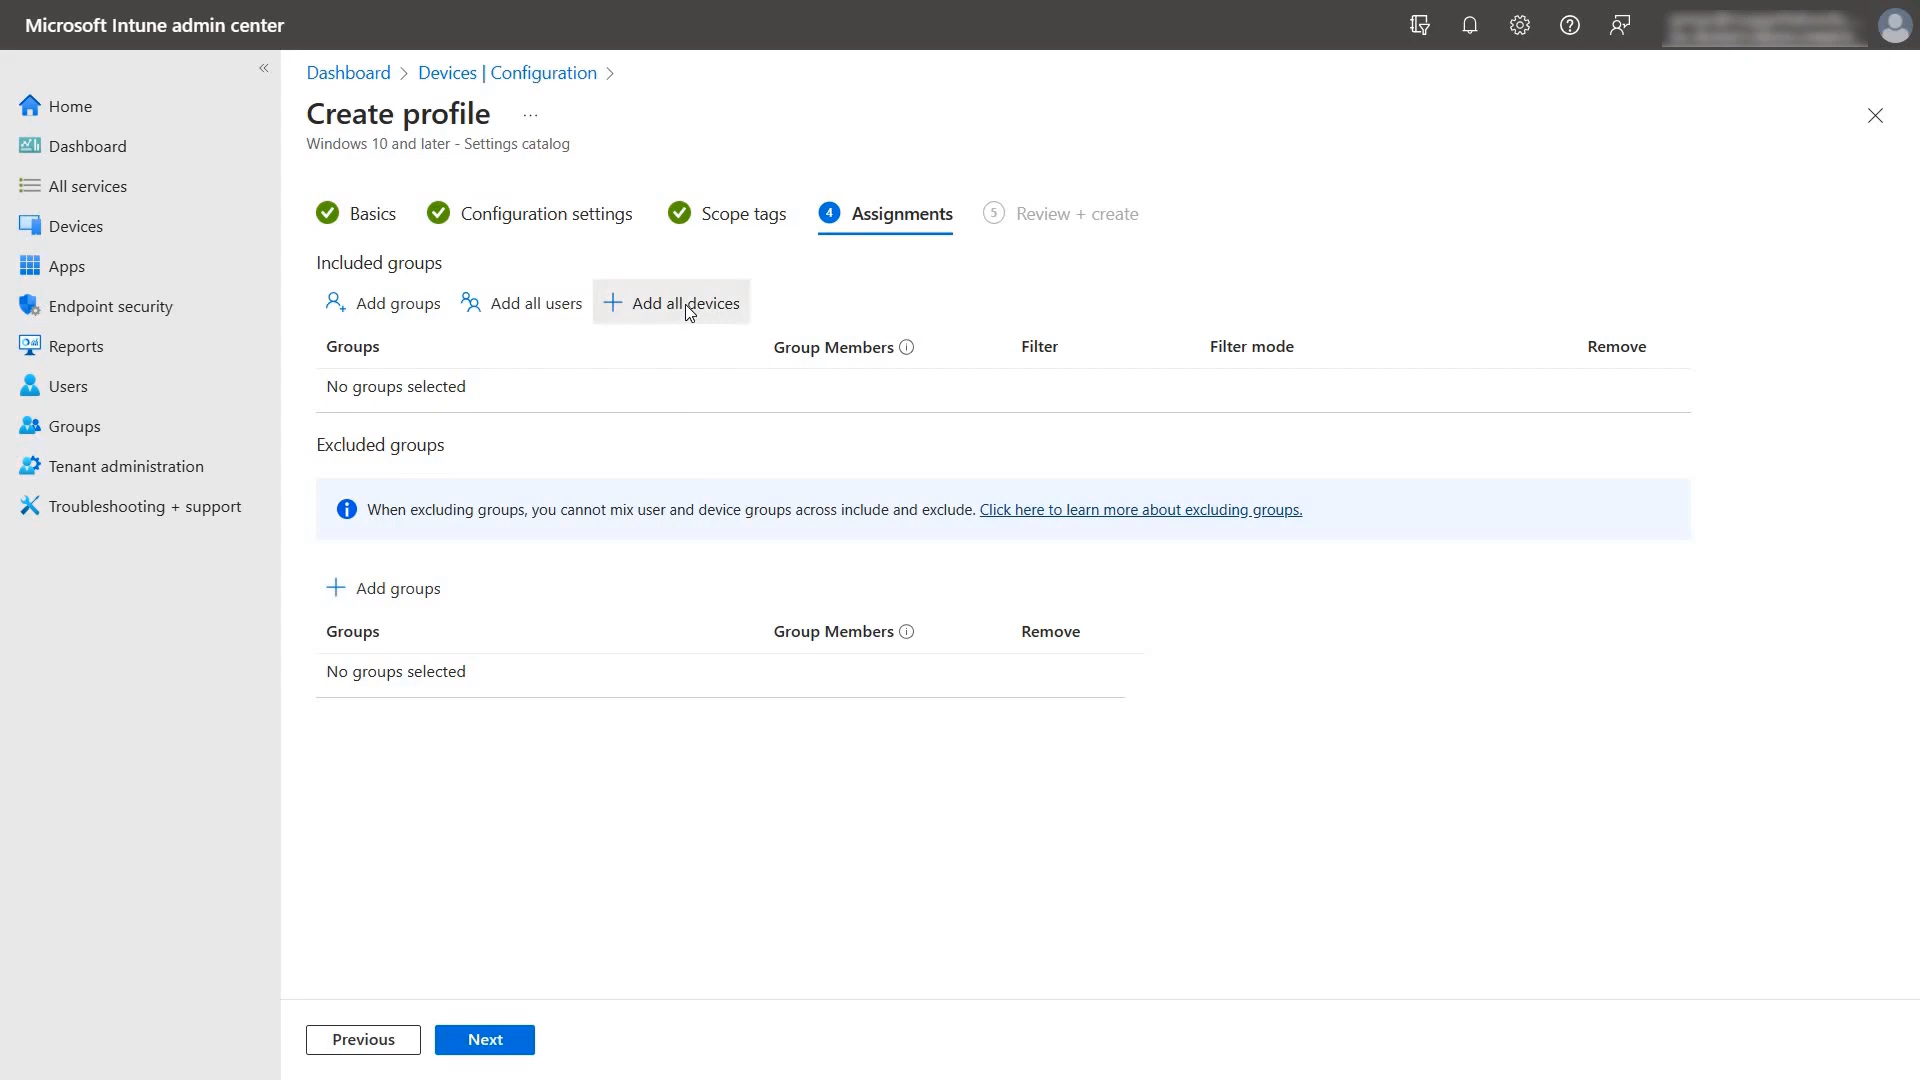 Microsoft Intune admin center
Home
Dashboard
All services
Devices
Apps
Endpoint security
Reports
Users
Groups
Tenant administration
Troubleshooting + support
Dashboard > Devices | Configuration >
Create profile ...
Windows 10 and later - Settings catalog
Basics Configuration settings Scope tags 4 Assignments 5 Review + create
Included groups
Add groups Add all users Add all devices
Groups Group Members Filter Filter mode Remove
No groups selected
Excluded groups
When excluding groups, you cannot mix user and device groups across include and exclude. Click here to learn more about excluding groups.
Add groups
Groups Group Members Remove
No groups selected
Previous Next